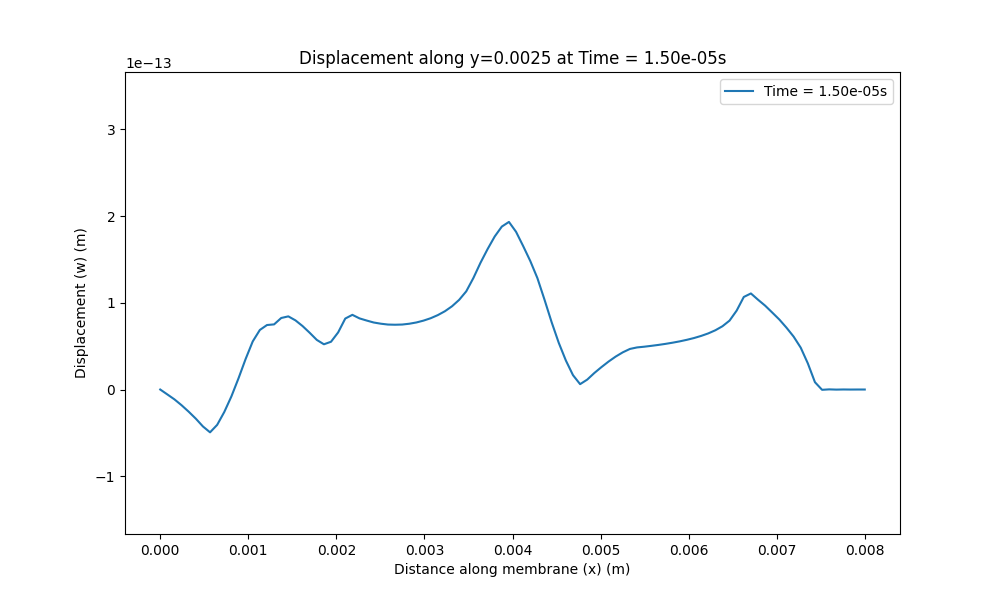 Displacement along y=0.0025 at Time = 1.50e-05s
1e−13
Time = 1.50e-05s
3
2
1
0
−1
Displacement (w) (m)
0.000 0.001 0.002 0.003 0.004 0.005 0.006 0.007 0.008
Distance along membrane (x) (m)